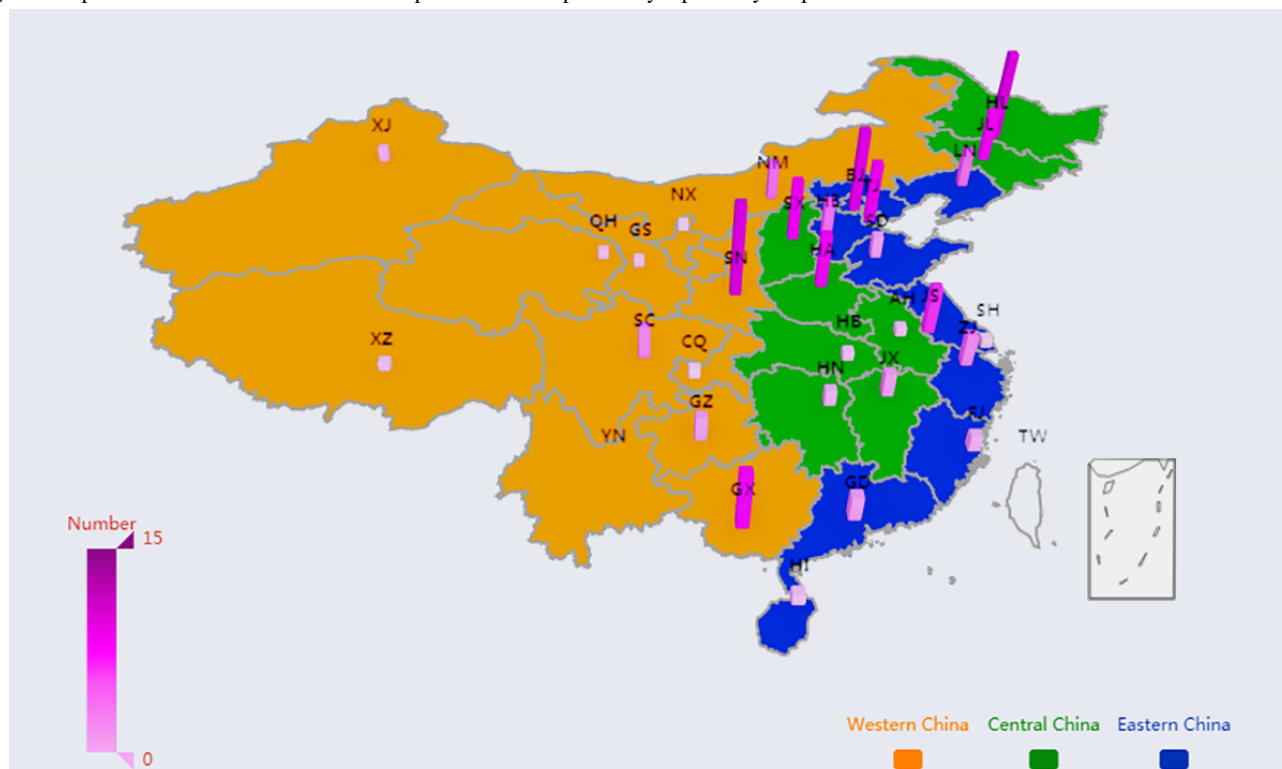 HL
XJ
JL
LN
NM
BJ
TJ
NX
SX
HB
QH
GS
SD
HA
SN
AH
JS
SH
SC
HB
ZJ
XZ
CQ
JX
HN
GZ
FJ
YN
TW
GX
GD
Number
15
HI
0
Western China
Central China
Eastern China